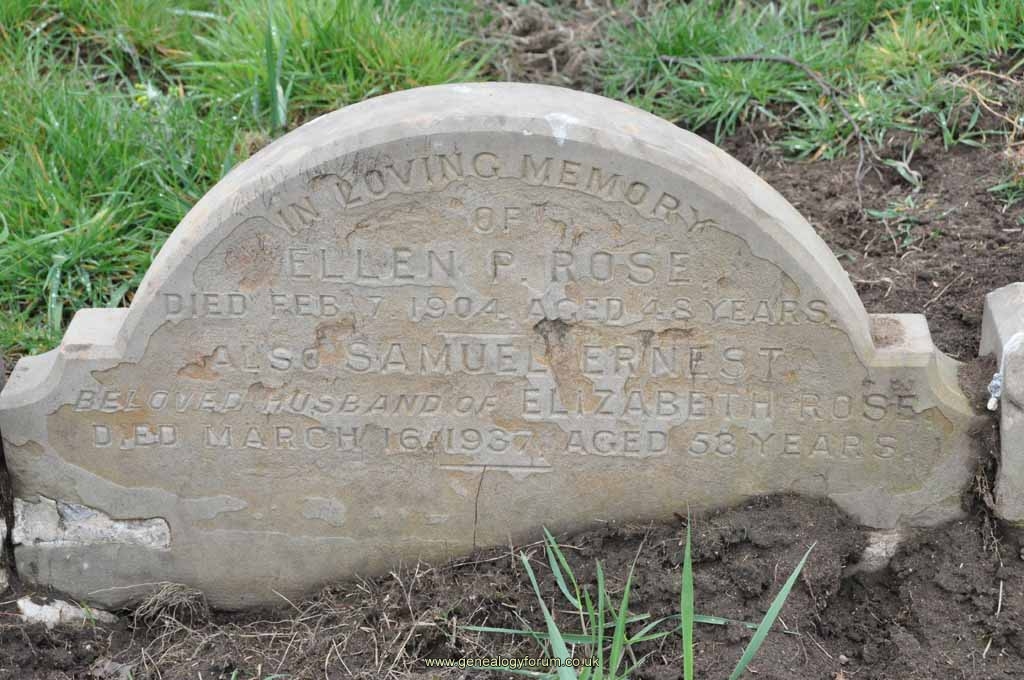 IN LOVING MEMORY
OF
ELLEN P. ROSE,
DIED FEB. 7, 1904, AGED 48 YEARS.
ALSO SAMUEL ERNEST
BELOVED HUSBAND OF ELIZABETH ROSE.
DIED MARCH 16, 1937, AGED 53 YEARS.
www.genealogyforum.co.uk